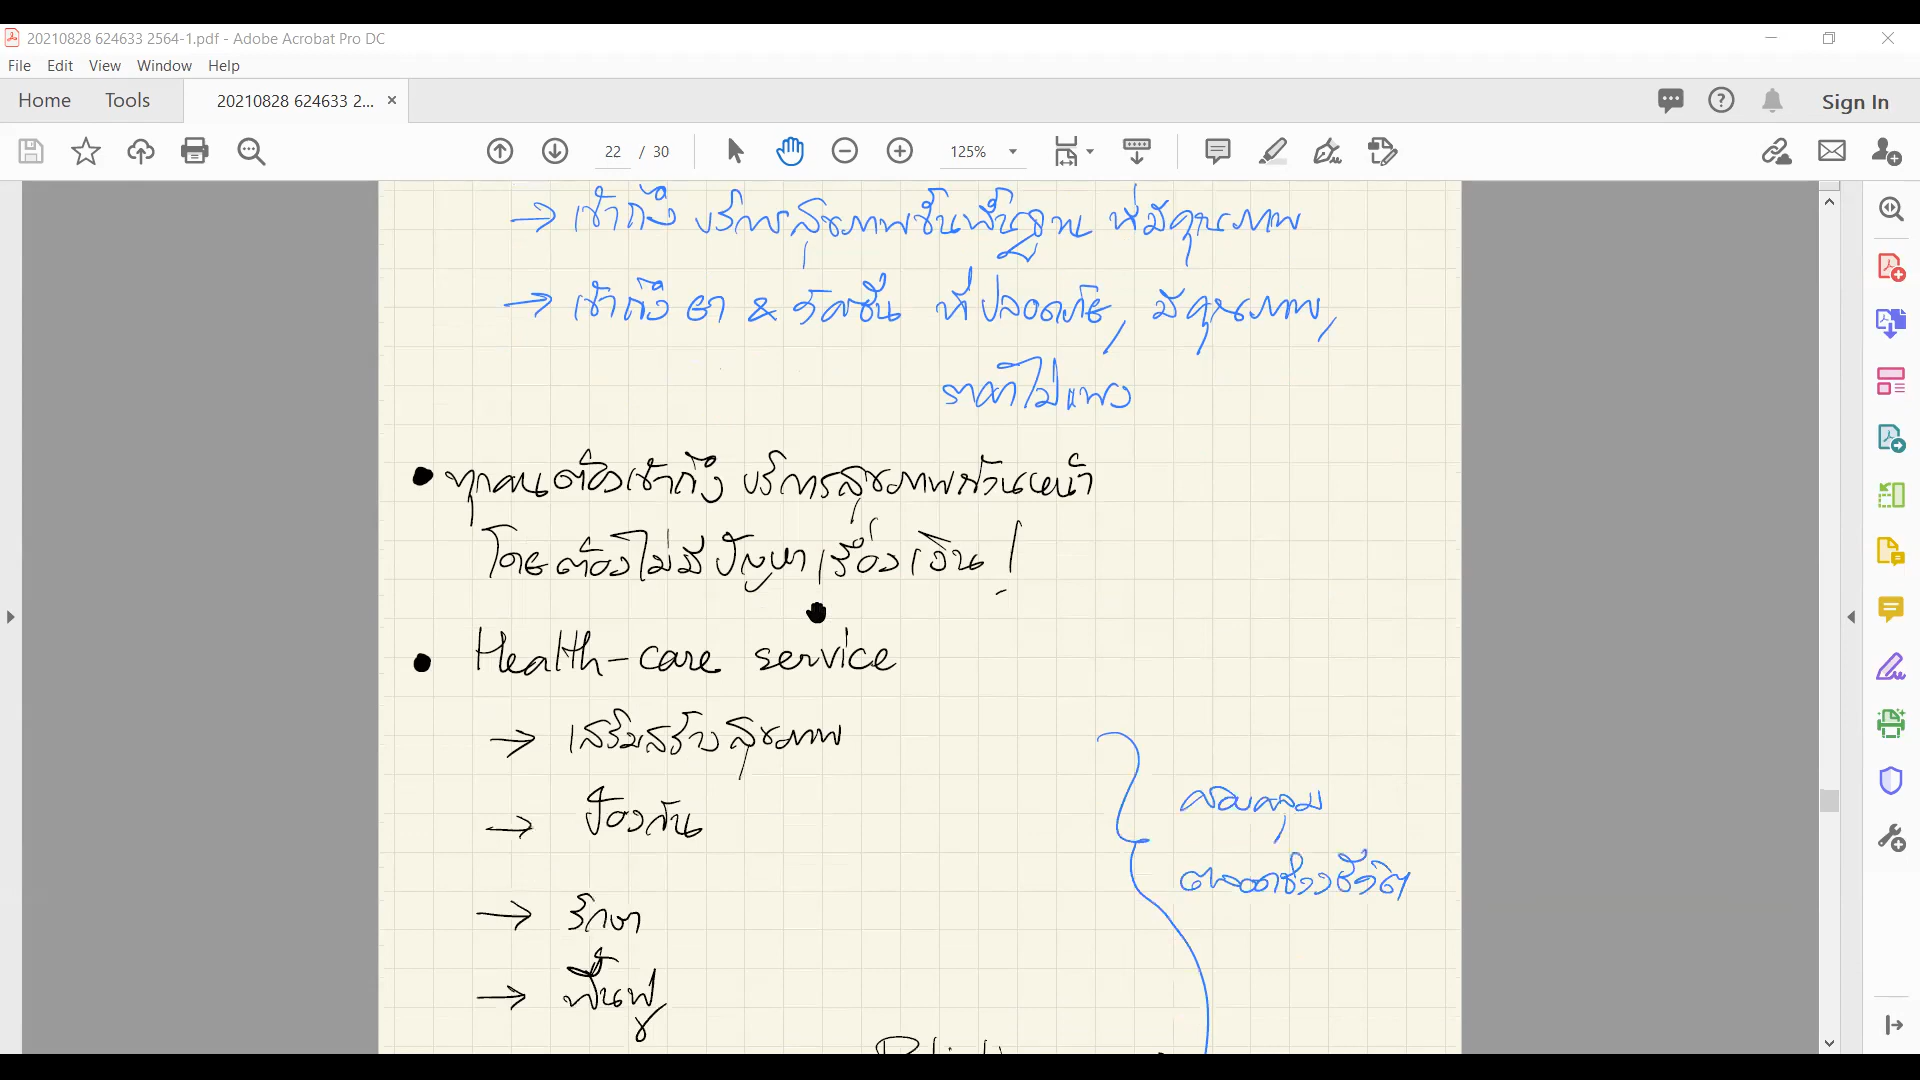 20210828 624633 2564-1.pdf - Adobe Acrobat Pro DC
File Edit View Window Help
Home Tools 20210828 624633 2... × Sign In
22 / 30 125%
→ เข้าถึง บริการสุขภาพขั้นพื้นฐาน ที่มีคุณภาพ
→ เข้าถึง ยา & วัคซีน ที่ปลอดภัย, มีคุณภาพ,
ราคาไม่แพง
• ทุกคนต้องเข้าถึง บริการสุขภาพถ้วนหน้า
โดยต้องไม่มีปัญหาเรื่องเงิน!
• Health-care service
→ เสริมสร้างสุขภาพ
→ ป้องกัน
ครอบคลุม
ตลอดช่วงชีวิต
→ รักษา
→ ฟื้นฟู